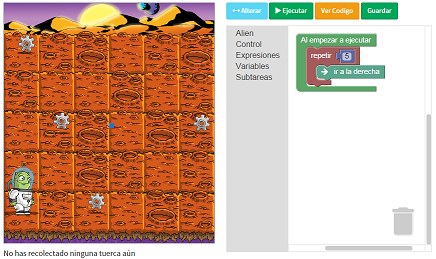 Alterar
Ejecutar
Ver Codigo
Guardar
Alien
Control
Expresiones
Variables
Subtareas
Al empezar a ejecutar
repetir 5
ir a la derecha
No has recolectado ninguna tuerca aún